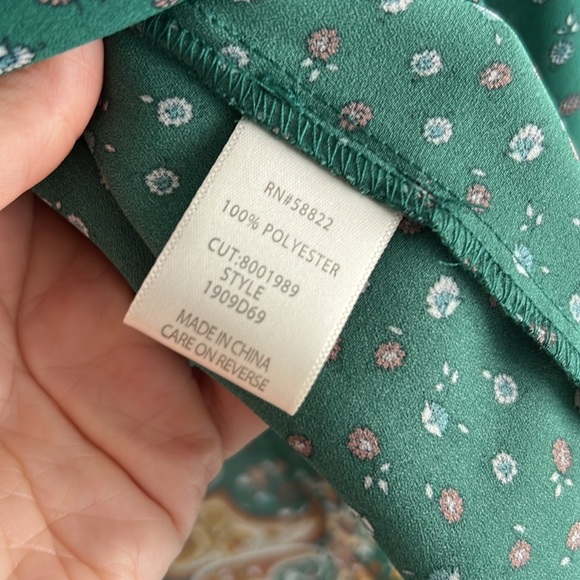 RN#58822
100% POLYESTER
CUT:8001989
STYLE
1909D69
MADE IN CHINA
CARE ON REVERSE